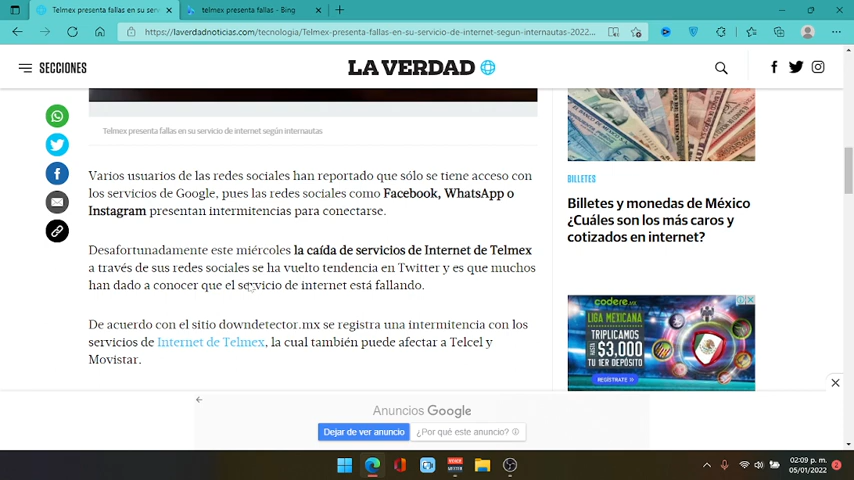 Telmex presenta fallas en su serv
telmex presenta fallas - Bing
https://laverdadnoticias.com/tecnologia/Telmex-presenta-fallas-en-su-servicio-de-internet-segun-internautas-2022...
SECCIONES
LA VERDAD
Telmex presenta fallas en su servicio de internet según internautas
Varios usuarios de las redes sociales han reportado que sólo se tiene acceso con
los servicios de Google, pues las redes sociales como Facebook, WhatsApp o
Instagram presentan intermitencias para conectarse.
Desafortunadamente este miércoles la caída de servicios de Internet de Telmex
a través de sus redes sociales se ha vuelto tendencia en Twitter y es que muchos
han dado a conocer que el servicio de internet está fallando.
De acuerdo con el sitio downdetector.mx se registra una intermitencia con los
servicios de Internet de Telmex, la cual también puede afectar a Telcel y
Movistar.
BILLETES
Billetes y monedas de México
¿Cuáles son los más caros y
cotizados en internet?
codere.mx
LIGA MEXICANA
TRIPLICAMOS
HASTA
$3,000
TU 1ER DEPÓSITO
REGÍSTRATE
Anuncios Google
Dejar de ver anuncio
¿Por qué este anuncio?
02:09 p. m.
05/01/2022
2